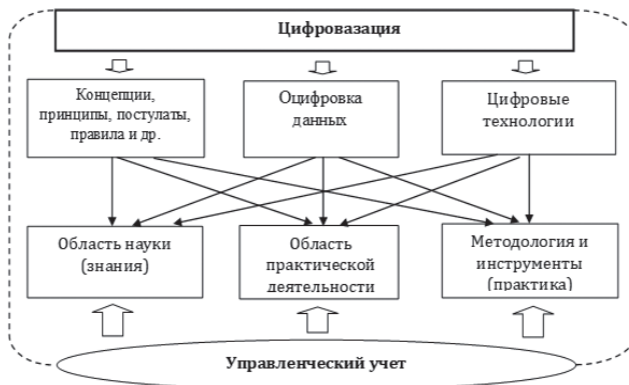 Цифровазация
Концепции,
принципы, постулаты,
правила и др.
Оцифровка
данных
Цифровые
технологии
Область науки
(знания)
Область
практической
деятельности
Методология и
инструменты
(практика)
Управленческий учет